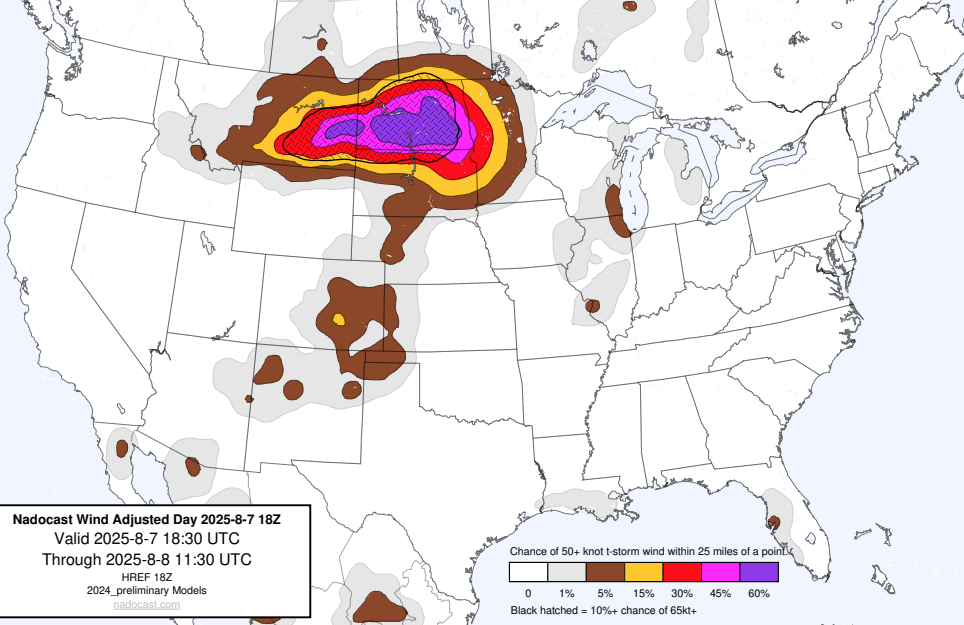 Nadocast Wind Adjusted Day 2025-8-7 18Z
Valid 2025-8-7 18:30 UTC
Through 2025-8-8 11:30 UTC
HREF 18Z
2024_preliminary Models
nadocast.com
Chance of 50+ knot t-storm wind within 25 miles of a point.
0 1% 5% 15% 30% 45% 60%
Black hatched = 10%+ chance of 65kt+